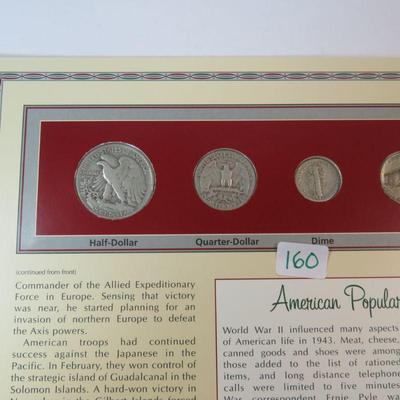 Half-Dollar
Quarter-Dollar
Dime
160
(continued from front)
Commander of the Allied Expeditionary
Force in Europe. Sensing that victory
was near, he started planning for an
invasion of northern Europe to defeat
the Axis powers.
American troops had continued
success against the Japanese in the
Pacific. In February, they won control of
the strategic island of Guadalcanal in the
Solomon Islands. A hard-won victory in
American Popular
World War II influenced many aspects
of American life in 1943. Meat, cheese,
canned goods and shoes were among
those added to the list of rationed
items, and long distance telephone
calls were limited to five minutes
correspondent, Ernie Pyle, was